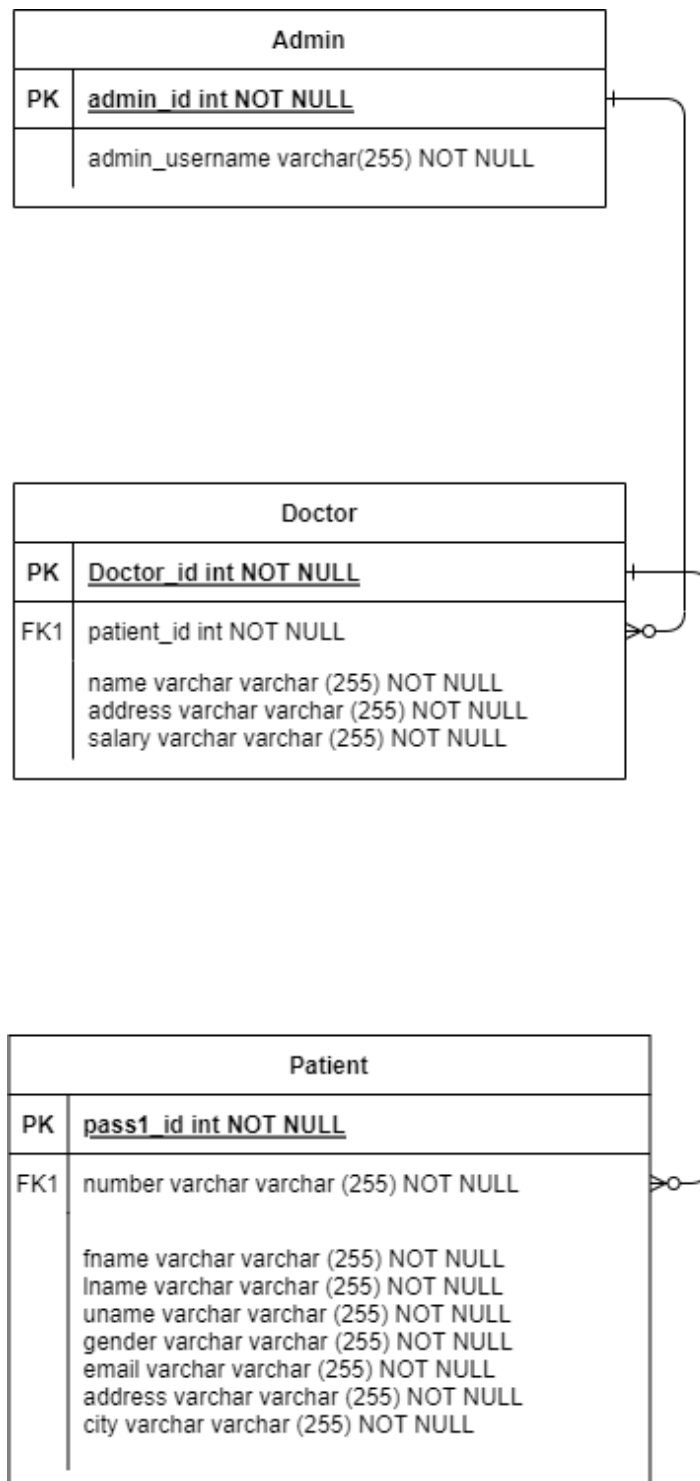 Admin
PK admin_id int NOT NULL
admin_username varchar(255) NOT NULL
Doctor
PK Doctor_id int NOT NULL
FK1 patient_id int NOT NULL
name varchar varchar (255) NOT NULL
address varchar varchar (255) NOT NULL
salary varchar varchar (255) NOT NULL
Patient
PK pass1_id int NOT NULL
FK1 number varchar varchar (255) NOT NULL
fname varchar varchar (255) NOT NULL
lname varchar varchar (255) NOT NULL
uname varchar varchar (255) NOT NULL
gender varchar varchar (255) NOT NULL
email varchar varchar (255) NOT NULL
address varchar varchar (255) NOT NULL
city varchar varchar (255) NOT NULL